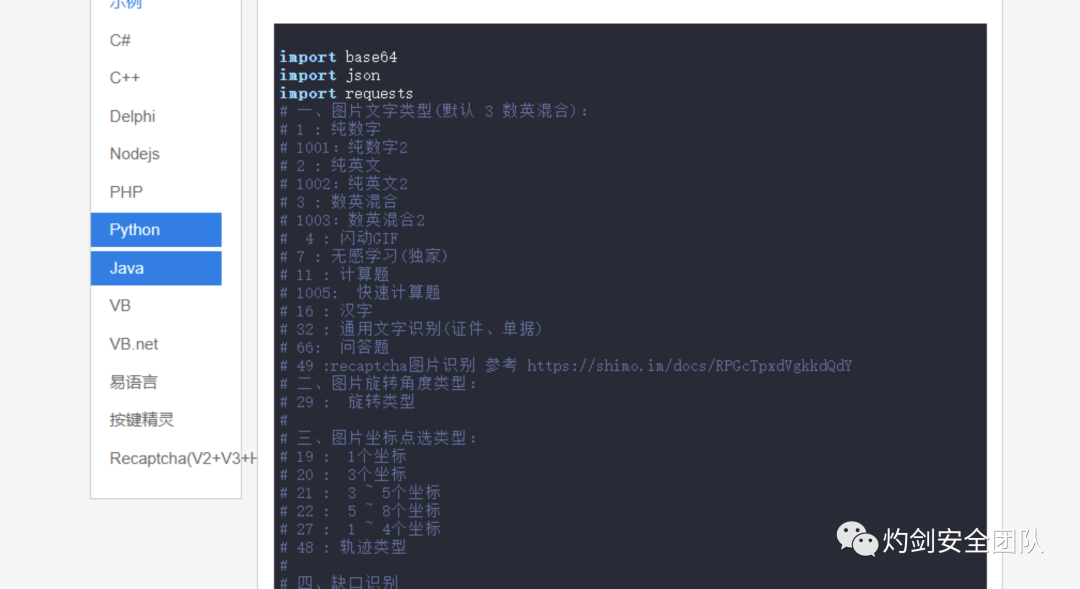 示例
C#
C++
Delphi
Nodejs
PHP
Python
Java
VB
VB.net
易语言
按键精灵
Recaptcha(V2+V3+H
import base64
import json
import requests
# 一、图片文字类型(默认 3 数英混合):
# 1 : 纯数字
# 1001: 纯数字2
# 2 : 纯英文
# 1002: 纯英文2
# 3 : 数英混合
# 1003: 数英混合2
#  4 : 闪动GIF
# 7 : 无感学习(独家)
# 11 : 计算题
# 1005:  快速计算题
# 16 : 汉字
# 32 : 通用文字识别(证件、单据)
# 66:  问答题
# 49 :recaptcha图片识别 参考 https://shimo.im/docs/RPGcTpxdVgkkdQdY
# 二、图片旋转角度类型:
# 29 :  旋转类型
#
# 三、图片坐标点选类型:
# 19 :  1个坐标
# 20 :  3个坐标
# 21 :  3 ~ 5个坐标
# 22 :  5 ~ 8个坐标
# 27 :  1 ~ 4个坐标
# 48 : 轨迹类型
#
# 四、缺口识别
灼剑安全团队